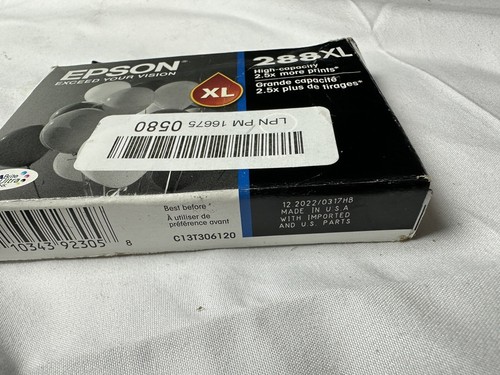 EPSON®
EXCEED YOUR VISION
288XL
High-capacity
2.5x more prints*
Grande capacité
2.5x plus de tirages*
XL
LPN PM 16675 0580
Best before
À utiliser de
préférence avant
C13T306120
12 2022/0317HB
MADE IN U.S.A
WITH IMPORTED
AND U.S. PARTS
10343 92305 8